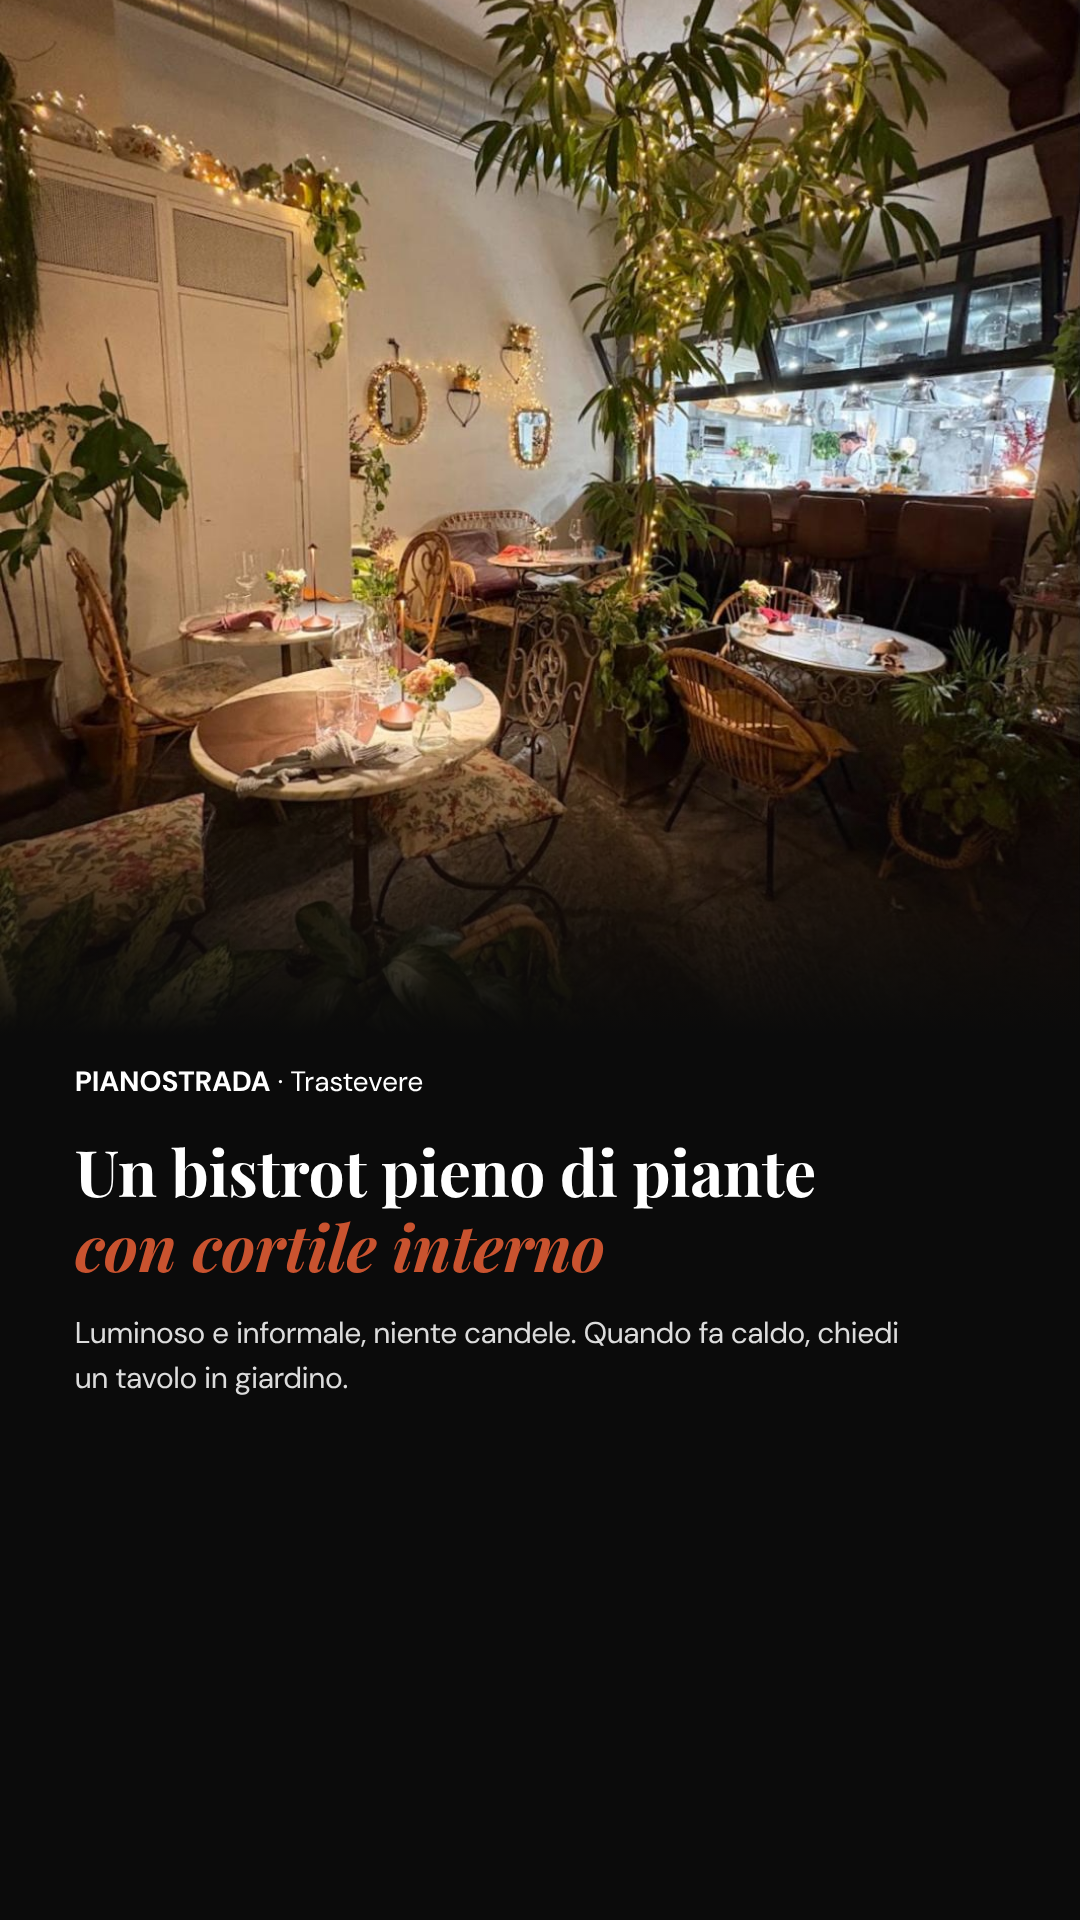 PIANOSTRADA · Trastevere
Un bistrot pieno di piante
con cortile interno
Luminoso e informale, niente candele. Quando fa caldo, chiedi
un tavolo in giardino.